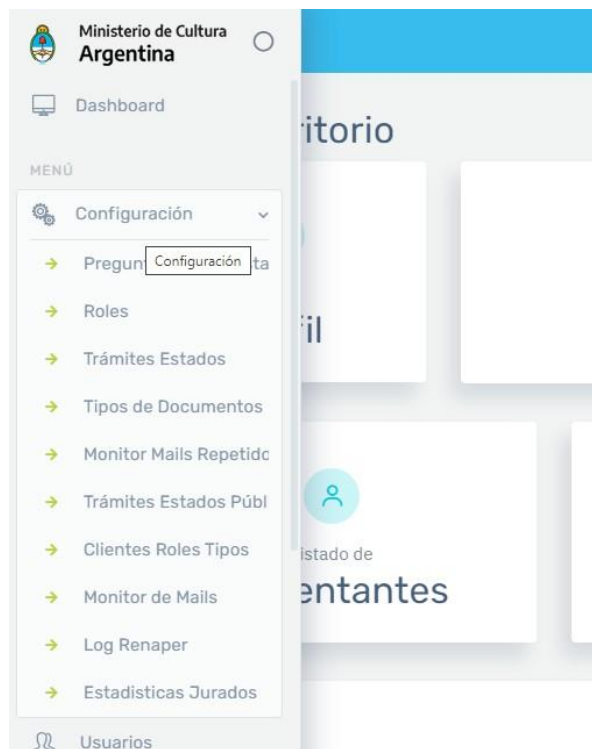 Ministerio de Cultura
Argentina
Dashboard
itorio
MENÚ
Configuración
Configuración
ta
Roles
il
Trámites Estados
Tipos de Documentos
Monitor Mails Repetido
Trámites Estados Públ
Clientes Roles Tipos
istado de
entantes
Monitor de Mails
Log Renaper
Estadisticas Jurados
Usuarios